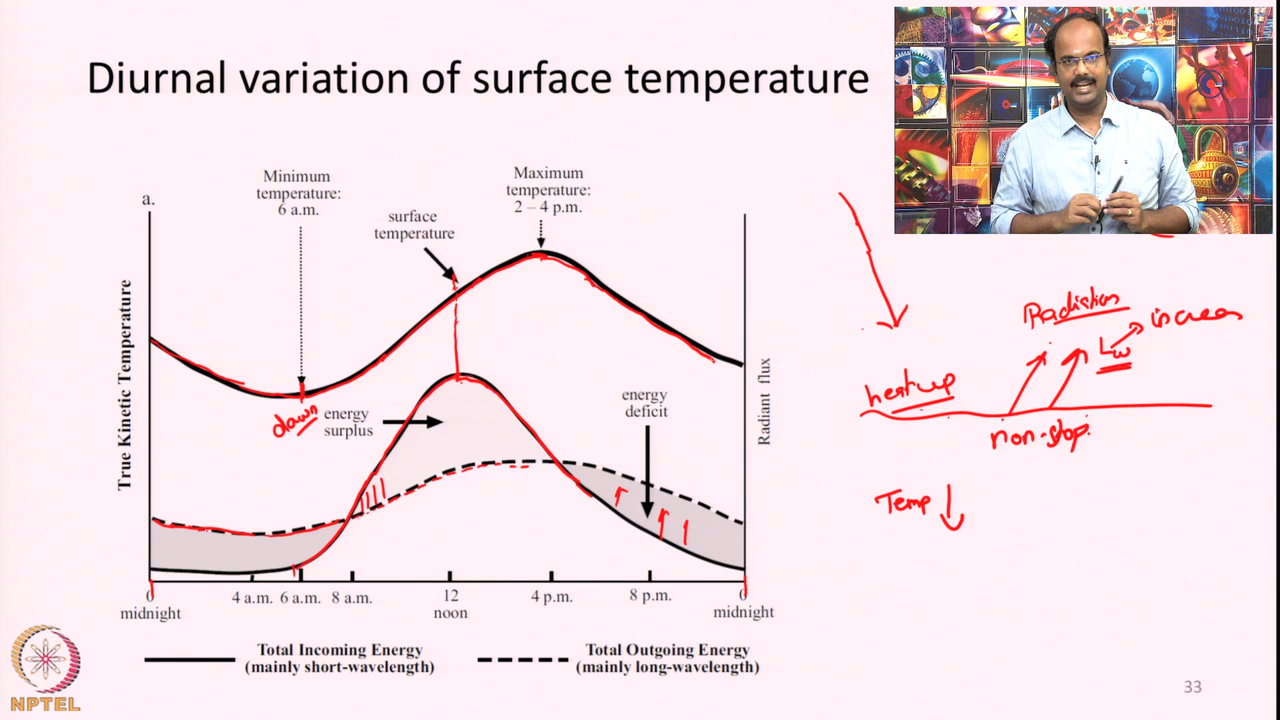 Diurnal variation of surface temperature
a.
Minimum
temperature:
6 a.m.
surface
temperature
Maximum
temperature:
2 – 4 p.m.
True Kinetic Temperature
dawn
energy
surplus
energy
deficit
Radiant flux
0
midnight
4 a.m.
6 a.m.
8 a.m.
12
noon
4 p.m.
8 p.m.
0
midnight
Total Incoming Energy
(mainly short-wavelength)
Total Outgoing Energy
(mainly long-wavelength)
Radiation
Lw
heat up
non-stop.
Temp
NPTEL
33